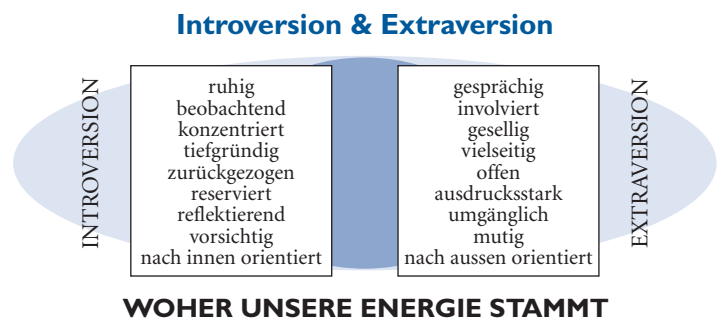 Introversion & Extraversion
INTROVERSION
ruhig
beobachtend
konzentriert
tiefgründig
zurückgezogen
reserviert
reflektierend
vorsichtig
nach innen orientiert
gesprächig
involviert
gesellig
vielseitig
offen
ausdrucksstark
umgänglich
mutig
nach aussen orientiert
EXTRAVERSION
WOHER UNSERE ENERGIE STAMMT